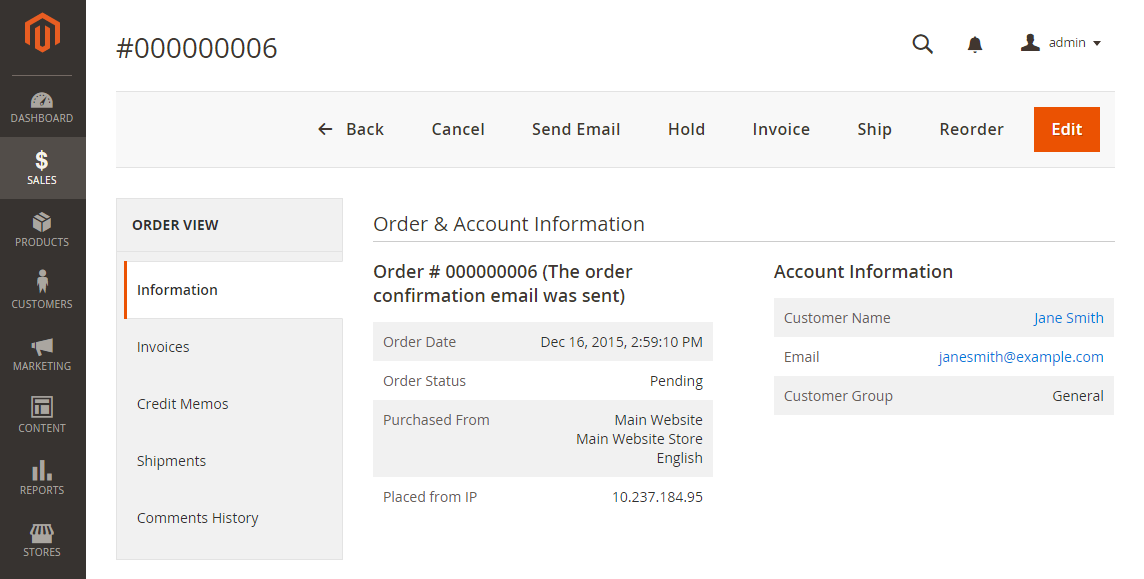 #000000006
admin
DASHBOARD
SALES
PRODUCTS
CUSTOMERS
MARKETING
CONTENT
REPORTS
STORES
Back Cancel Send Email Hold Invoice Ship Reorder Edit
ORDER VIEW
Information
Invoices
Credit Memos
Shipments
Comments History
Order & Account Information
Order # 000000006 (The order
confirmation email was sent)
Order Date Dec 16, 2015, 2:59:10 PM
Order Status Pending
Purchased From Main Website
Main Website Store
English
Placed from IP 10.237.184.95
Account Information
Customer Name Jane Smith
Email janesmith@example.com
Customer Group General